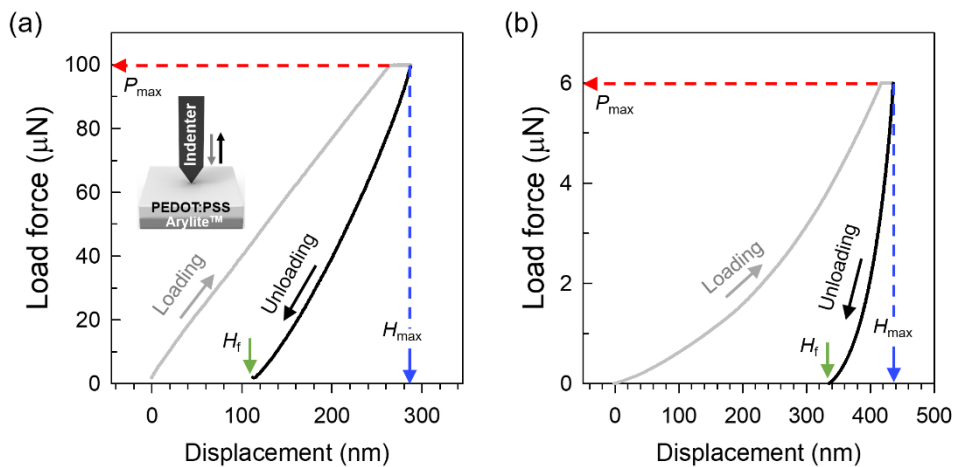 (a)
Load force (μN)
100
80
60
40
20
0
Pmax
Indenter
PEDOT:PSS
Arylite™
Loading
Unloading
Hf
Hmax
0 100 200 300
Displacement (nm)
(b)
Load force (μN)
6
4
2
0
Pmax
Loading
Unloading
Hf
Hmax
0 100 200 300 400 500
Displacement (nm)